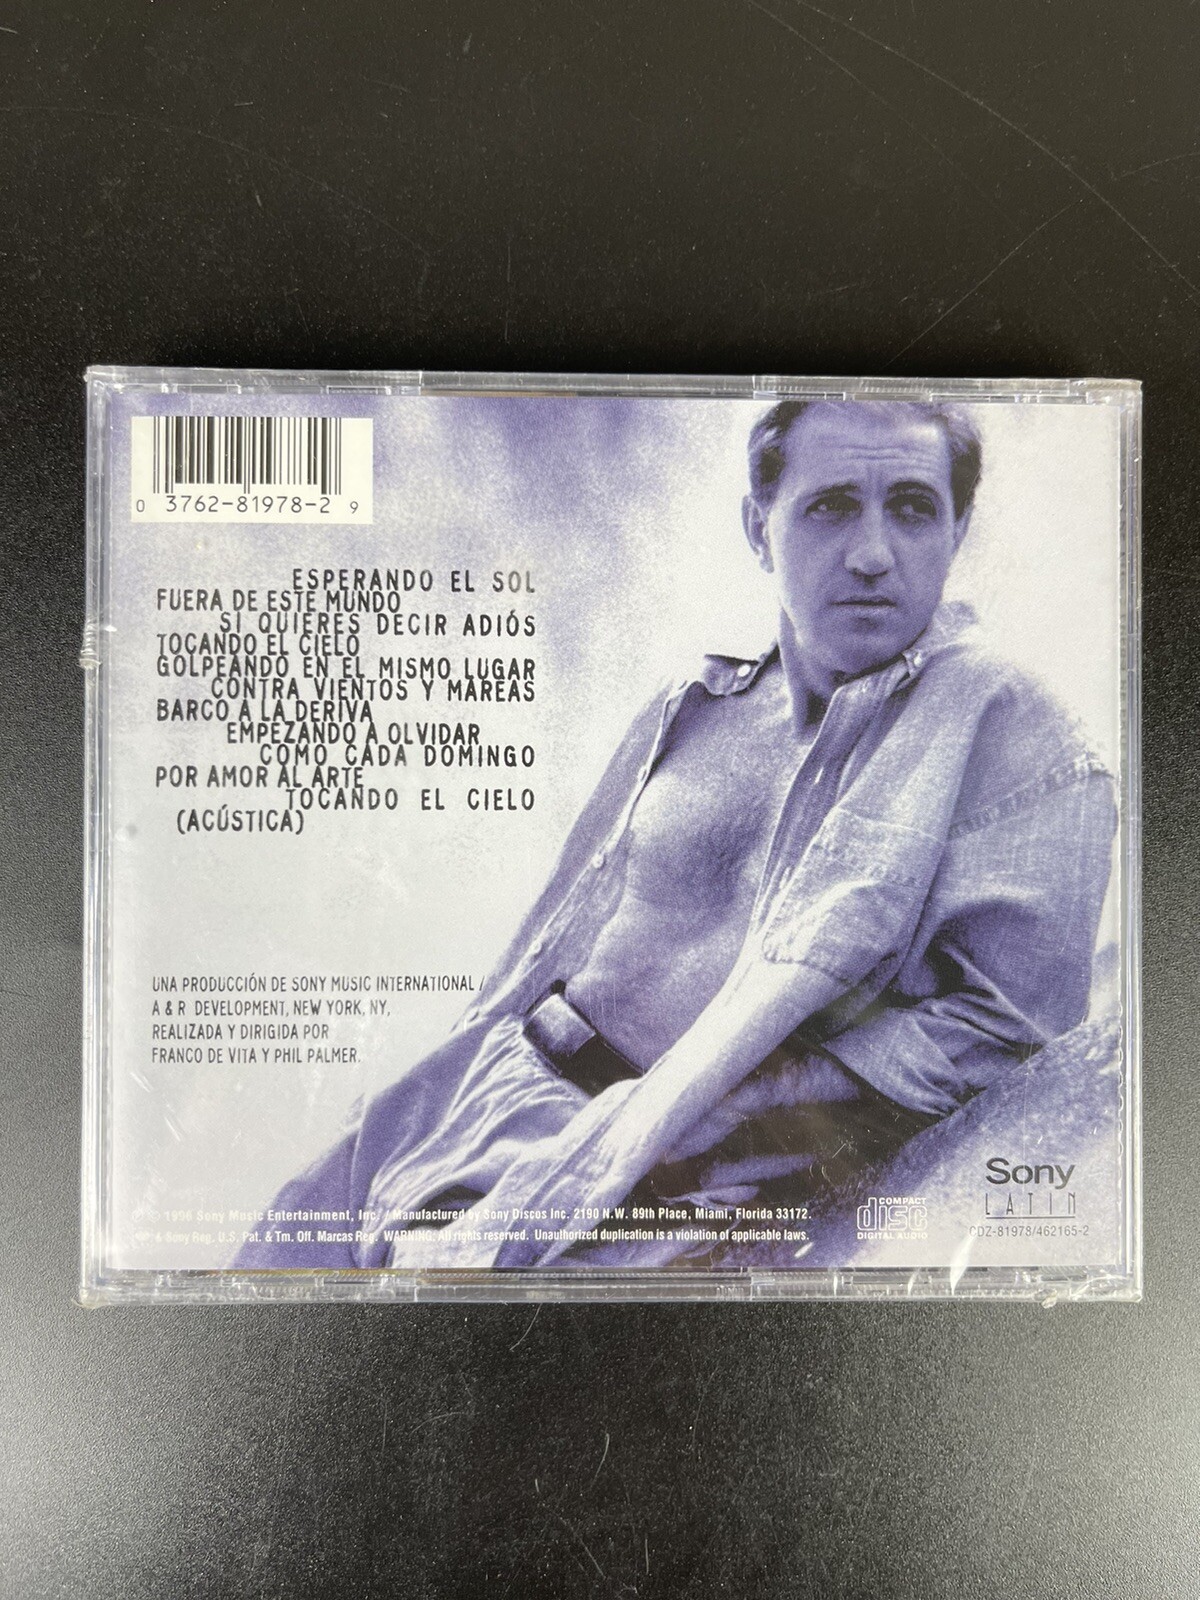 0 3762-81978-2 9
ESPERANDO EL SOL
FUERA DE ESTE MUNDO
SI QUIERES DECIR ADIÓS
TOCANDO EL CIELO
GOLPEANDO EN EL MISMO LUGAR
CONTRA VIENTOS Y MAREAS
BARCO A LA DERIVA
EMPEZANDO A OLVIDAR
COMO CADA DOMINGO
POR AMOR AL ARTE
TOCANDO EL CIELO
(ACÚSTICA)
UNA PRODUCCIÓN DE SONY MUSIC INTERNATIONAL /
A & R DEVELOPMENT, NEW YORK, NY,
REALIZADA Y DIRIGIDA POR
FRANCO DE VITA Y PHIL PALMER.
© 1996 Sony Music Entertainment, Inc. / Manufactured by Sony Discos Inc. 2190 N.W. 89th Place, Miami, Florida 33172.
& Sony Reg. U.S. Pat. & Tm. Off. Marcas Reg. WARNING: All rights reserved. Unauthorized duplication is a violation of applicable laws.
COMPACT
disc
DIGITAL AUDIO
Sony
LATIN
CDZ-81978/462165-2